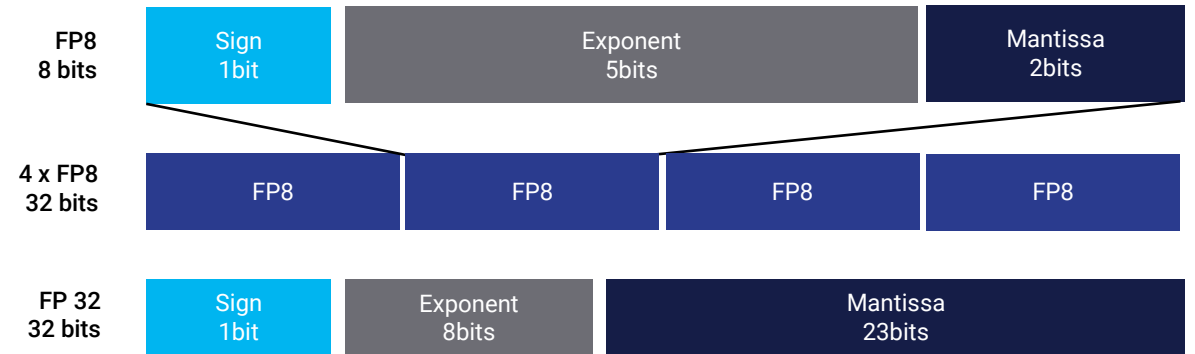 FP8
8 bits
Sign
1bit
Exponent
5bits
Mantissa
2bits
4 x FP8
32 bits
FP8
FP8
FP8
FP8
FP 32
32 bits
Sign
1bit
Exponent
8bits
Mantissa
23bits